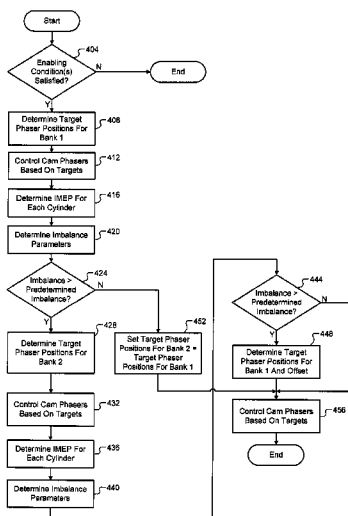 Start
404
Enabling
Condition(s)
Satisfied?
N
End
Y
Determine Target
Phaser Positions For
Bank 1
408
Control Cam Phasers
Based On Targets
412
Determine IMEP For
Each Cylinder
416
Determine Imbalance
Parameters
420
424
Imbalance >
Predetermined
Imbalance?
N
Y
428
Determine Target
Phaser Positions For
Bank 2
452
Set Target Phaser
Positions For Bank 2 =
Target Phaser
Positions For Bank 1
Control Cam Phasers
Based On Targets
432
Determine IMEP For
Each Cylinder
436
Determine Imbalance
Parameters
440
444
Imbalance >
Predetermined
Imbalance?
N
Y
448
Determine Target
Phaser Positions For
Bank 1 And Offset
Control Cam Phasers
Based On Targets
456
End